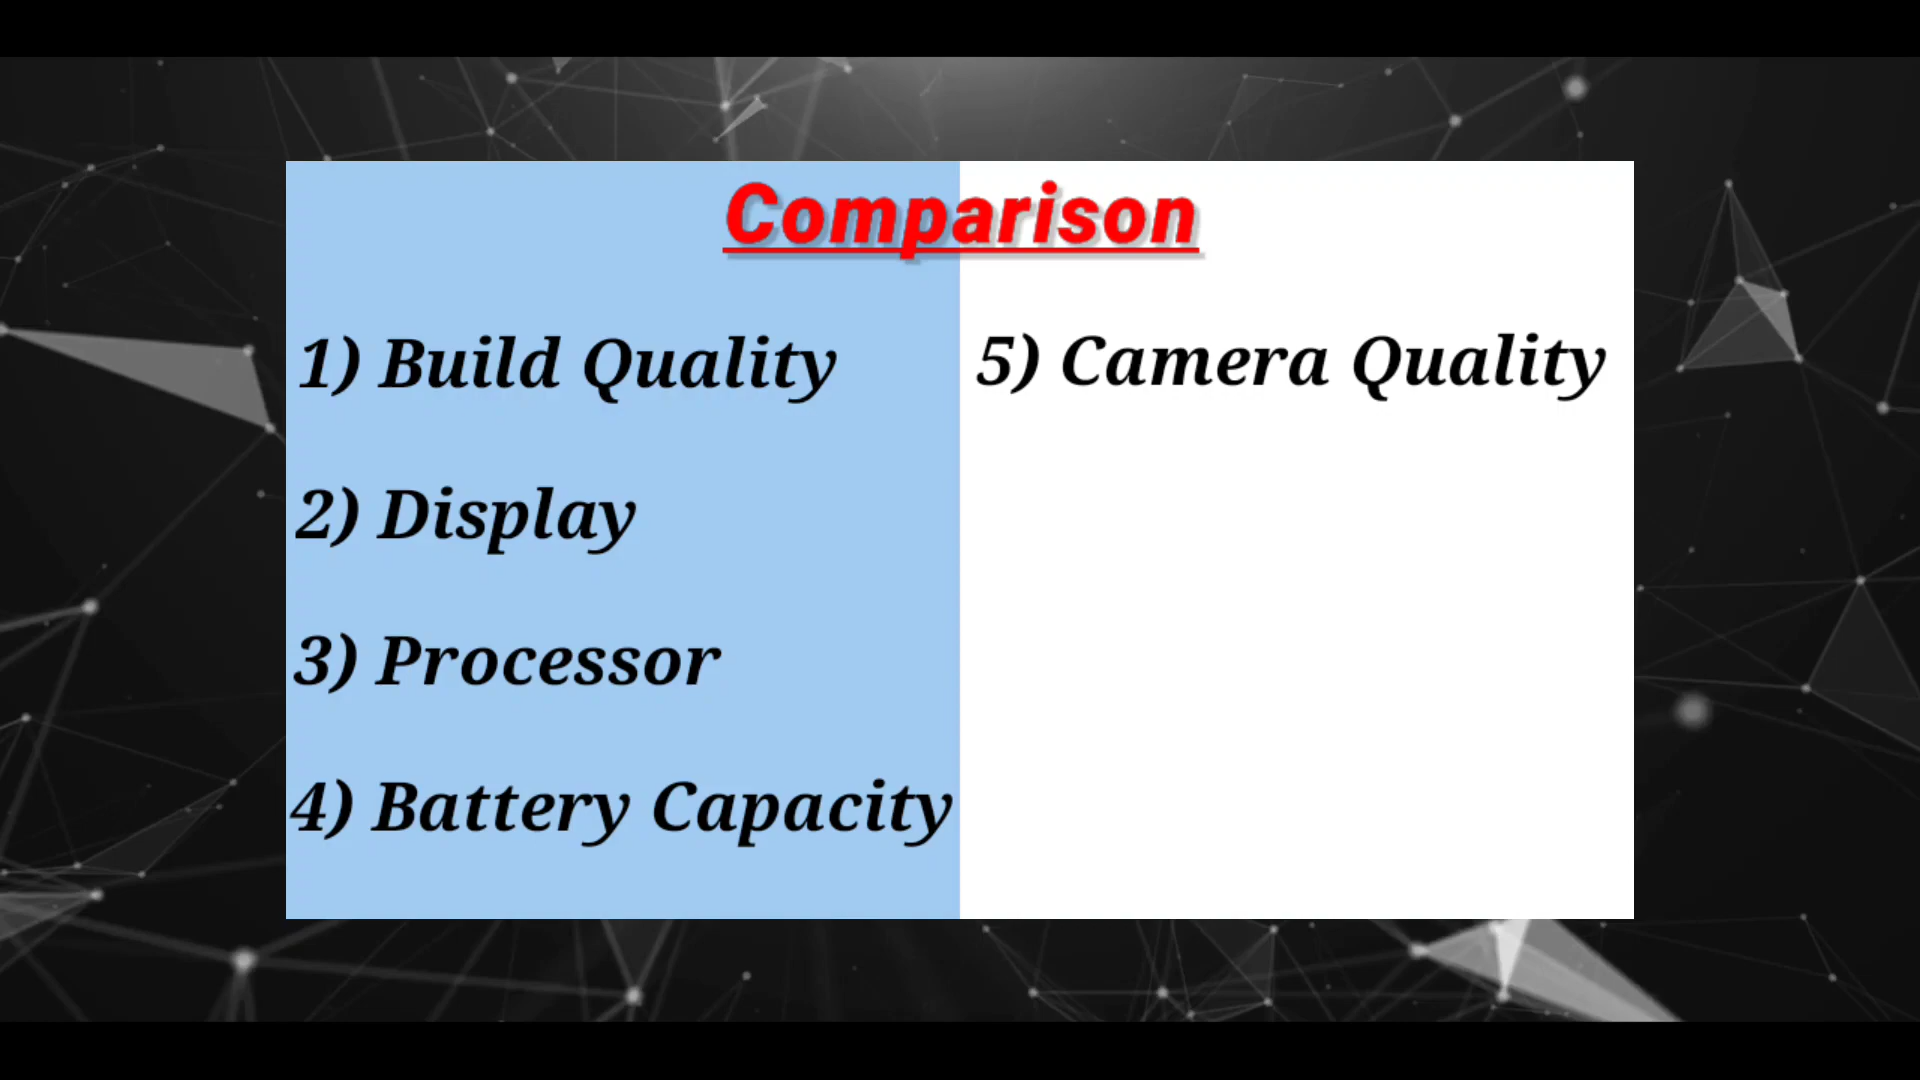 Comparison
1) Build Quality
2) Display
3) Processor
4) Battery Capacity
5) Camera Quality